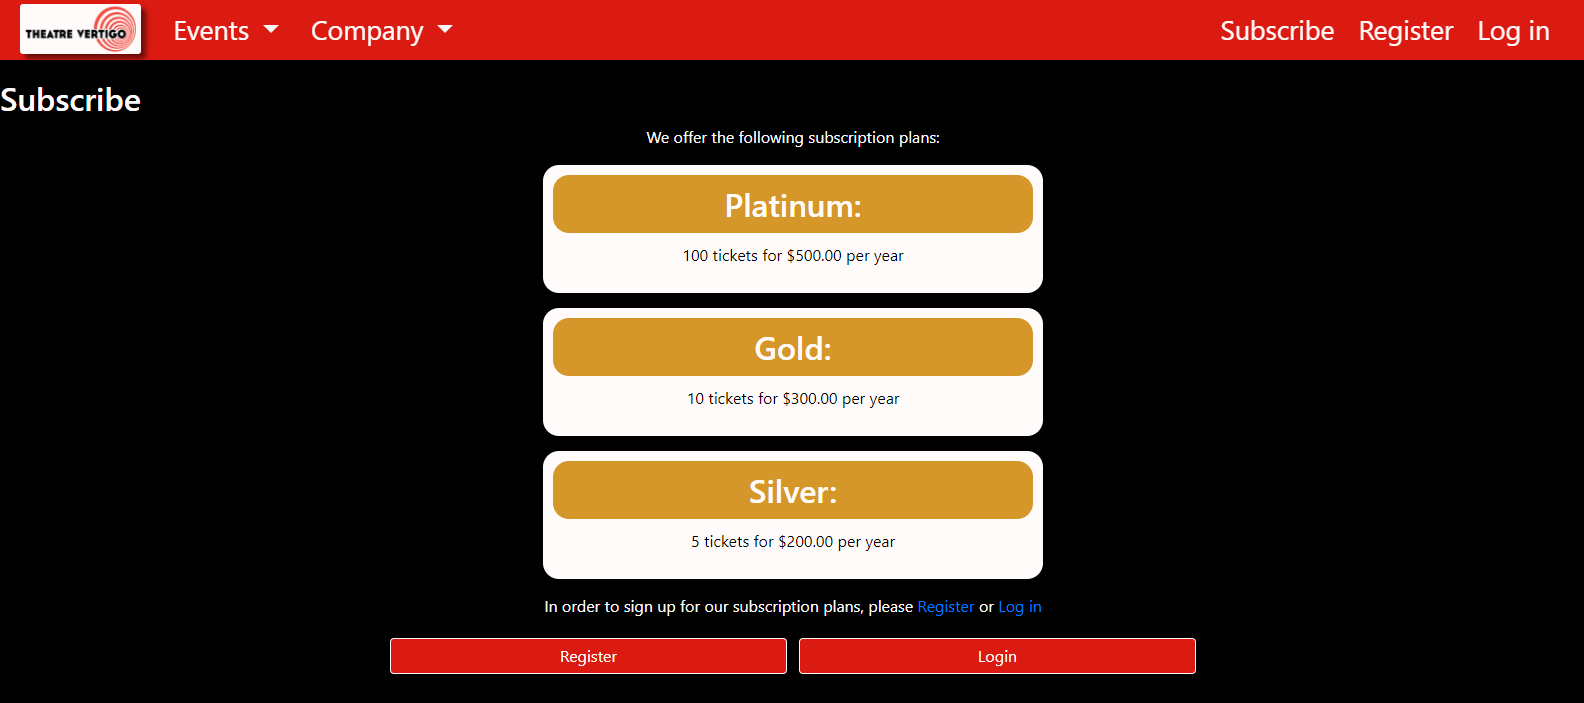 THEATRE VERTIGO Events Company Subscribe Register Log in
Subscribe
We offer the following subscription plans:
Platinum:
100 tickets for $500.00 per year
Gold:
10 tickets for $300.00 per year
Silver:
5 tickets for $200.00 per year
In order to sign up for our subscription plans, please Register or Log in
Register Login